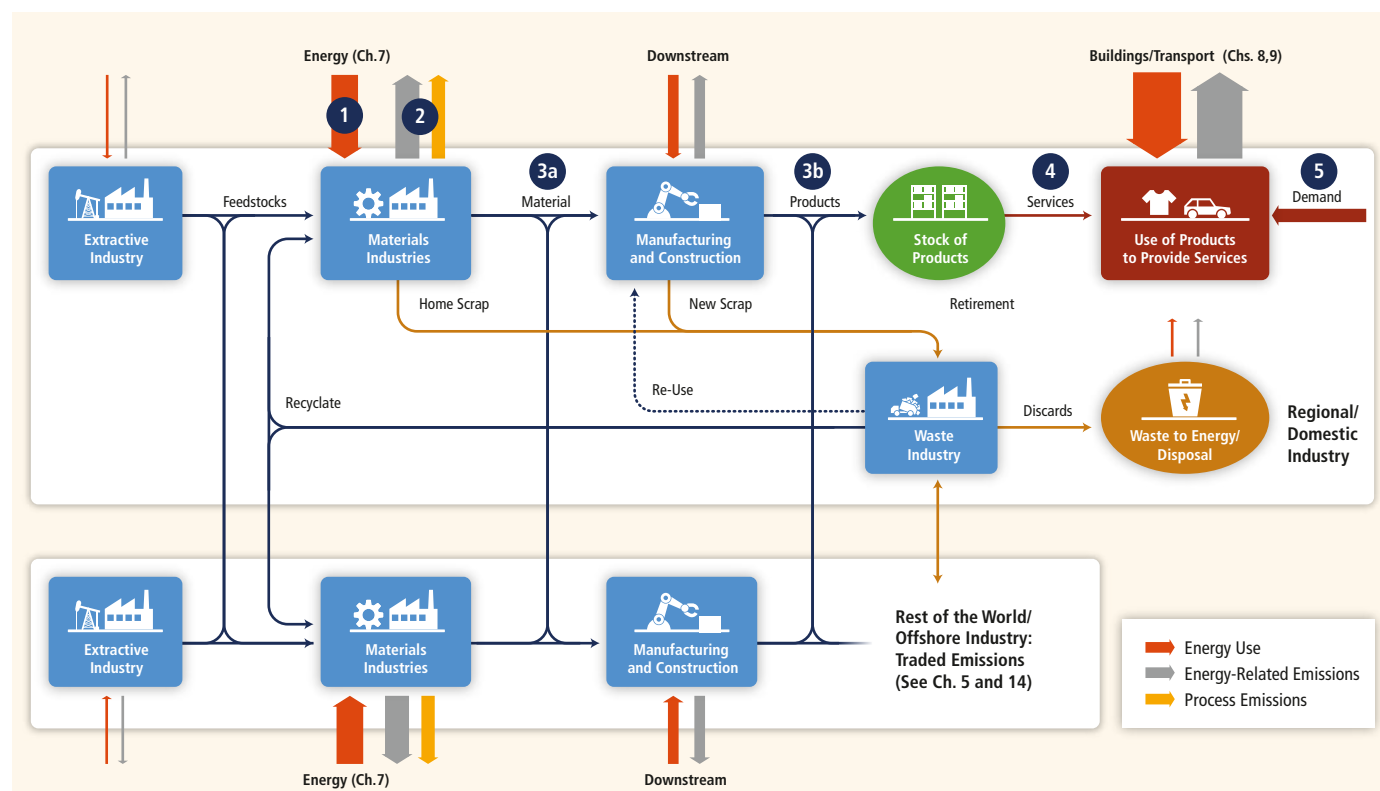 Energy (Ch.7)
Downstream
Buildings/Transport (Chs. 8,9)
1
2
3a
3b
4
5
Feedstocks
Material
Products
Services
Demand
Extractive
Industry
Materials
Industries
Manufacturing
and Construction
Stock of
Products
Use of Products
to Provide Services
Home Scrap
New Scrap
Retirement
Recyclate
Re-Use
Discards
Waste
Industry
Waste to Energy/
Disposal
Regional/
Domestic
Industry
Extractive
Industry
Materials
Industries
Manufacturing
and Construction
Rest of the World/
Offshore Industry:
Traded Emissions
(See Ch. 5 and 14)
Energy Use
Energy-Related Emissions
Process Emissions
Energy (Ch.7)
Downstream